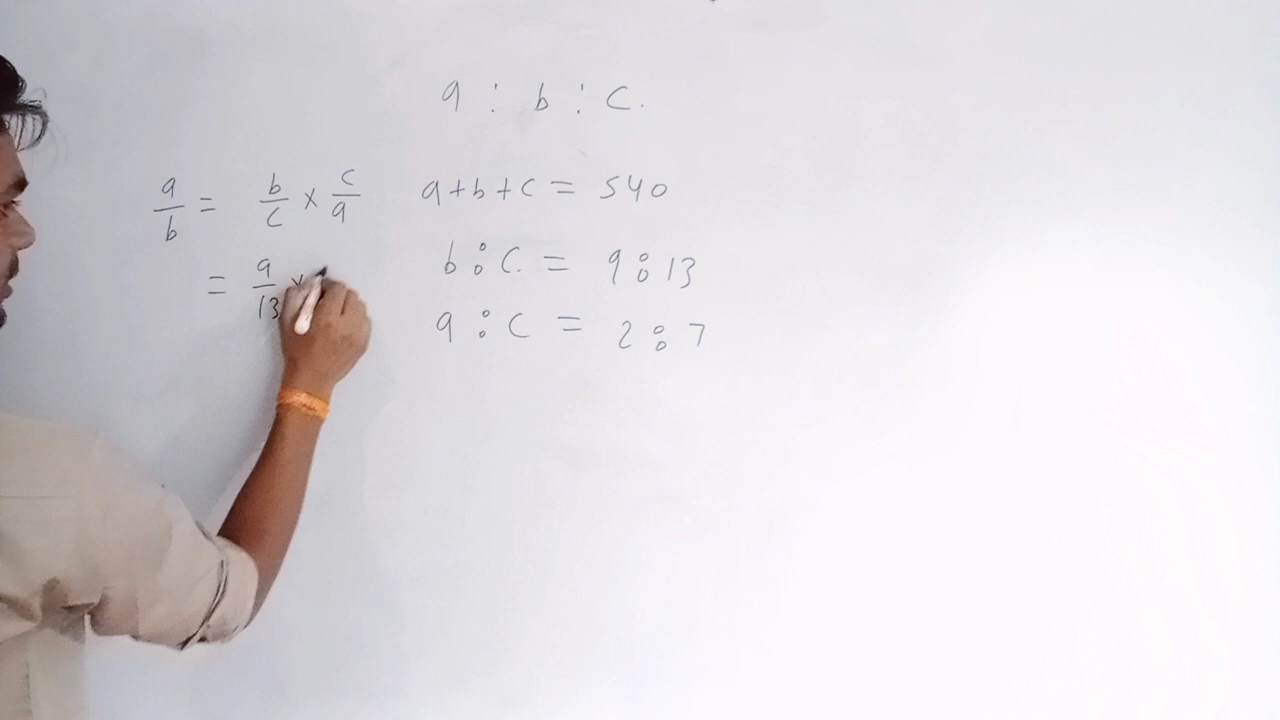 a : b : c.
a/b = b/c × c/a
= 9/13 ×
a+b+c = 540
b : c. = 9 : 13
a : c = 2 : 7